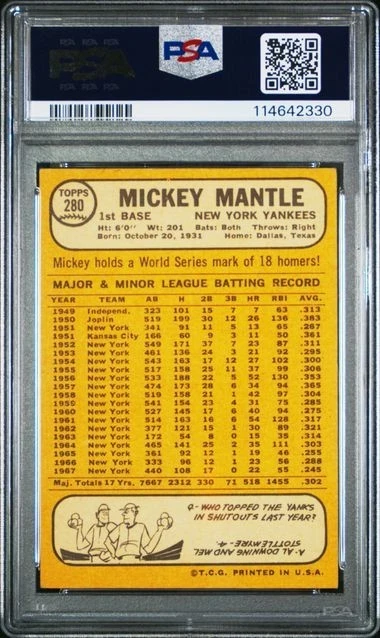 PSA PSA PSA
PSA
PSA
114642330
TOPPS
280
MICKEY MANTLE
1st BASE NEW YORK YANKEES
Ht: 6'0" Wt: 201 Bats: Both Throws: Right
Born: October 20, 1931 Home: Dallas, Texas
Mickey holds a World Series mark of 18 homers!
MAJOR & MINOR LEAGUE BATTING RECORD
YEAR TEAM AB H 2B 3B HR RBI AVG.
1949 Independ. 323 101 15 7 7 63 .313
1950 Joplin 519 199 30 12 26 136 .383
1951 New York 341 91 11 5 13 65 .267
1951 Kansas City 166 60 9 3 11 50 .361
1952 New York 549 171 37 7 23 87 .311
1953 New York 461 136 24 3 21 92 .295
1954 New York 543 163 17 12 27 102 .300
1955 New York 517 158 25 11 37 99 .306
1956 New York 533 188 22 5 52 130 .353
1957 New York 474 173 28 6 34 94 .365
1958 New York 519 158 21 1 42 97 .304
1959 New York 541 154 23 4 31 75 .285
1960 New York 527 145 17 6 40 94 .275
1961 New York 514 163 16 6 54 128 .317
1962 New York 377 121 15 1 30 89 .321
1963 New York 172 54 8 0 15 35 .314
1964 New York 465 141 25 2 35 111 .303
1965 New York 361 92 12 1 19 46 .255
1966 New York 333 96 12 1 23 56 .288
1967 New York 440 108 17 0 22 55 .245
Maj. Totals 17 Yrs. 7667 2312 330 71 518 1455 .302
Q- WHO TOPPED THE YANKS
IN SHUTOUTS LAST YEAR?
A- AL DOWNING AND MEL
STOTTLEMYRE - 4.
©T.C.G. PRINTED IN U.S.A.
PSA